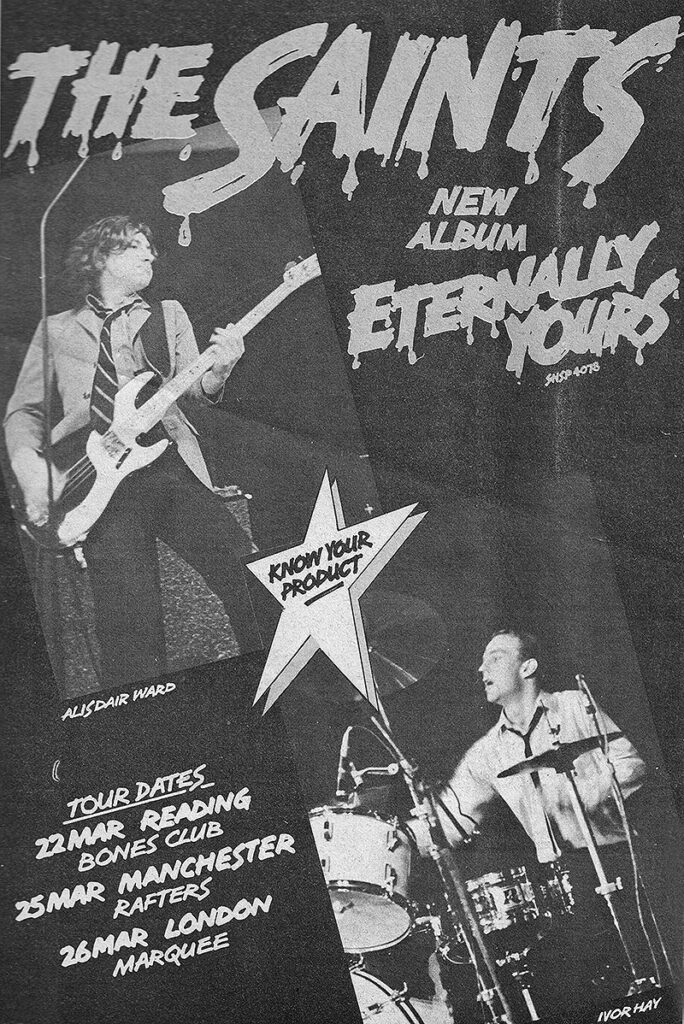 THE SAINTS
NEW
ALBUM
ETERNALLY
YOURS
SNSP 4078
KNOW YOUR
PRODUCT
ALISDAIR WARD
TOUR DATES
22 MAR READING
BONES CLUB
25 MAR MANCHESTER
RAFTERS
26 MAR LONDON
MARQUEE
IVOR HAY